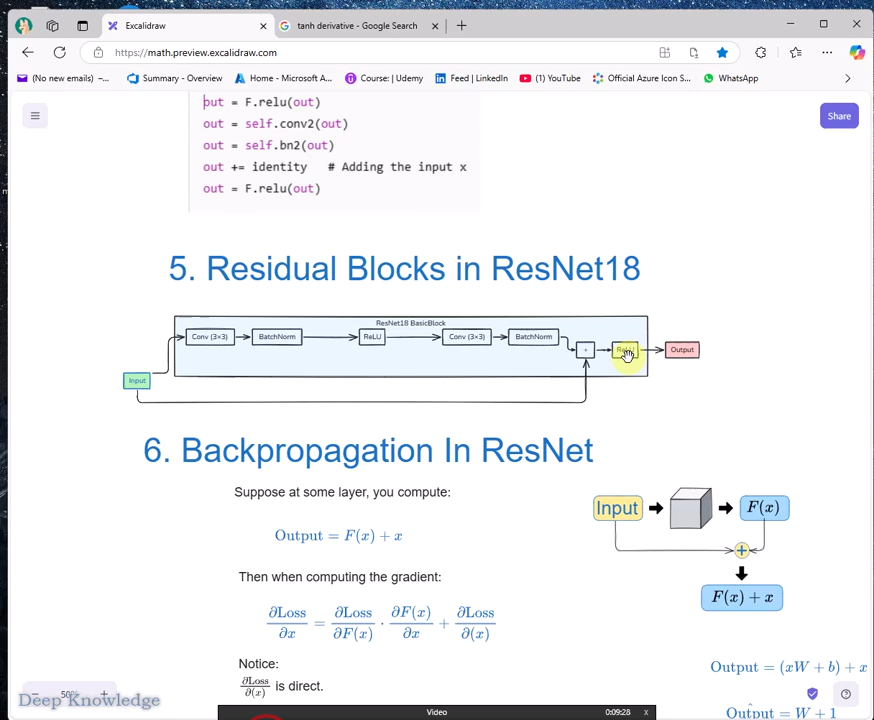 Excalidraw
tanh derivative - Google Search
https://math.preview.excalidraw.com
(No new emails) –...
Summary - Overview
Home - Microsoft A...
Course: | Udemy
Feed | LinkedIn
(1) YouTube
Official Azure Icon S...
WhatsApp
Share
out = F.relu(out)
out = self.conv2(out)
out = self.bn2(out)
out += identity # Adding the input x
out = F.relu(out)
5. Residual Blocks in ResNet18
ResNet18 BasicBlock
Conv (3×3)
BatchNorm
ReLU
Conv (3×3)
BatchNorm
+
ReLU
Output
Input
6. Backpropagation In ResNet
Suppose at some layer, you compute:
Output = F(x) + x
Input
F(x)
+
F(x) + x
Then when computing the gradient:
∂Loss/∂x = ∂Loss/∂F(x) · ∂F(x)/∂x + ∂Loss/∂(x)
Notice:
∂Loss/∂(x) is direct.
Output = (xW + b) + x
Output = W + 1
50%
Deep Knowledge
Video
0:09:28
x